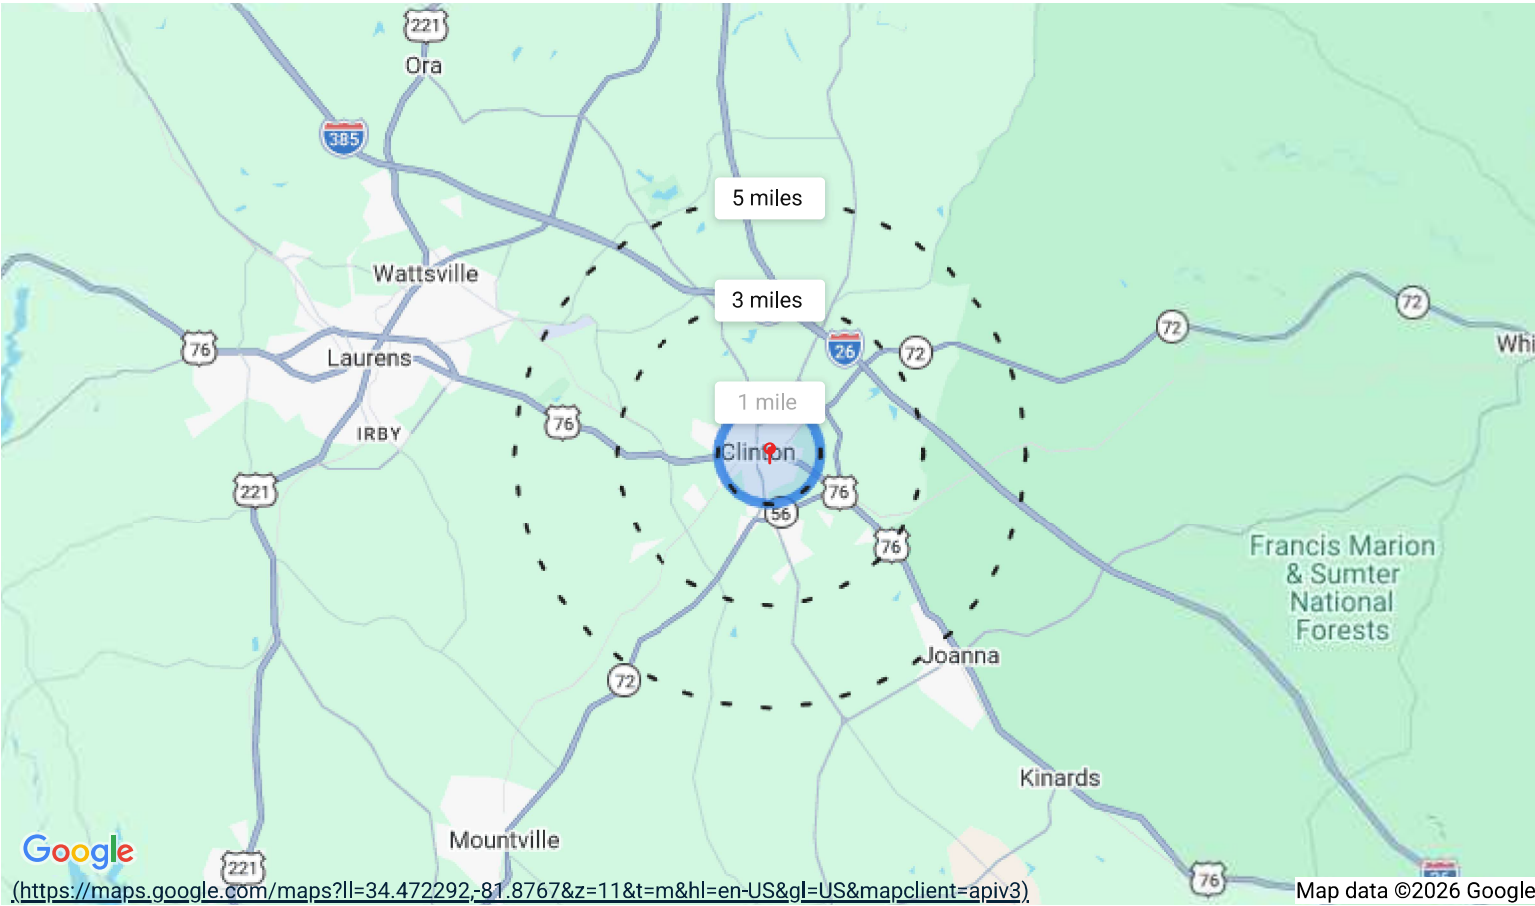 221
Ora
385
5 miles
Wattsville
3 miles
72
72
Whi
76
Laurens
26
72
1 mile
76
IRBY
Clinton
221
76
56
76
Francis Marion
& Sumter
National
Forests
Joanna
72
Kinards
Mountville
Google
221
76
26
(https://maps.google.com/maps?ll=34.472292,-81.8767&z=11&t=m&hl=en-US&gl=US&mapclient=apiv3)
Map data ©2026 Google